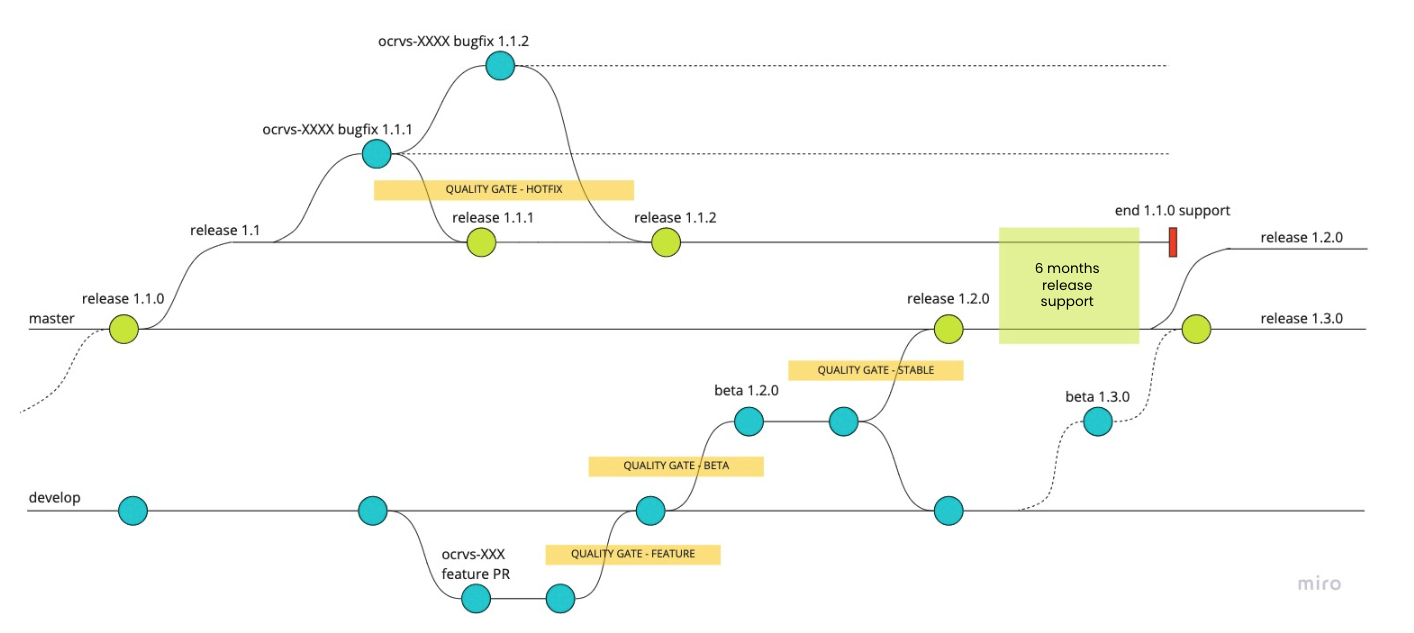 ocrvs-XXXX bugfix 1.1.2
ocrvs-XXXX bugfix 1.1.1
QUALITY GATE - HOTFIX
release 1.1
release 1.1.1
release 1.1.2
end 1.1.0 support
release 1.2.0
6 months
release
support
release 1.1.0
release 1.2.0
master
release 1.3.0
QUALITY GATE - STABLE
beta 1.2.0
beta 1.3.0
QUALITY GATE - BETA
develop
ocrvs-XXX
feature PR
QUALITY GATE - FEATURE
miro